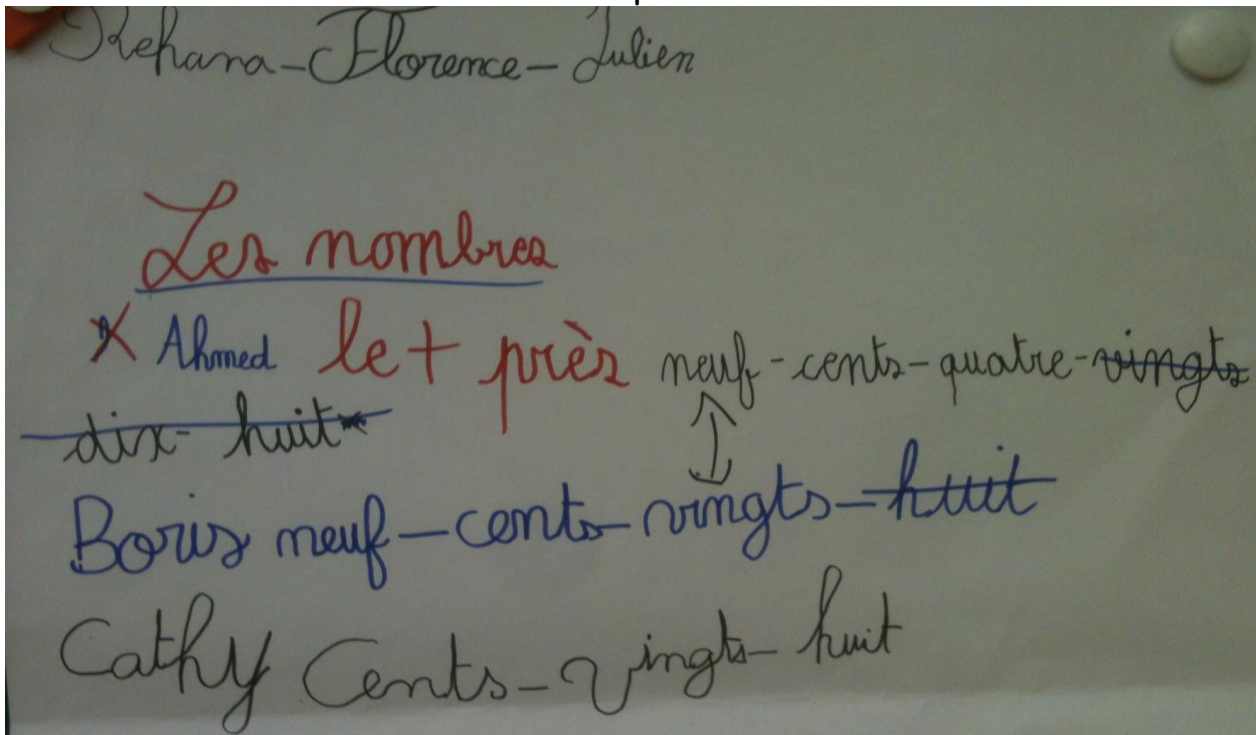 Rehana-Florence-Julien
Les nombres
x Ahmed le + près neuf-cents-quatre-vingts
dix-huit
Boris neuf-cents-vingts-huit
Cathy Cents-vingts-huit